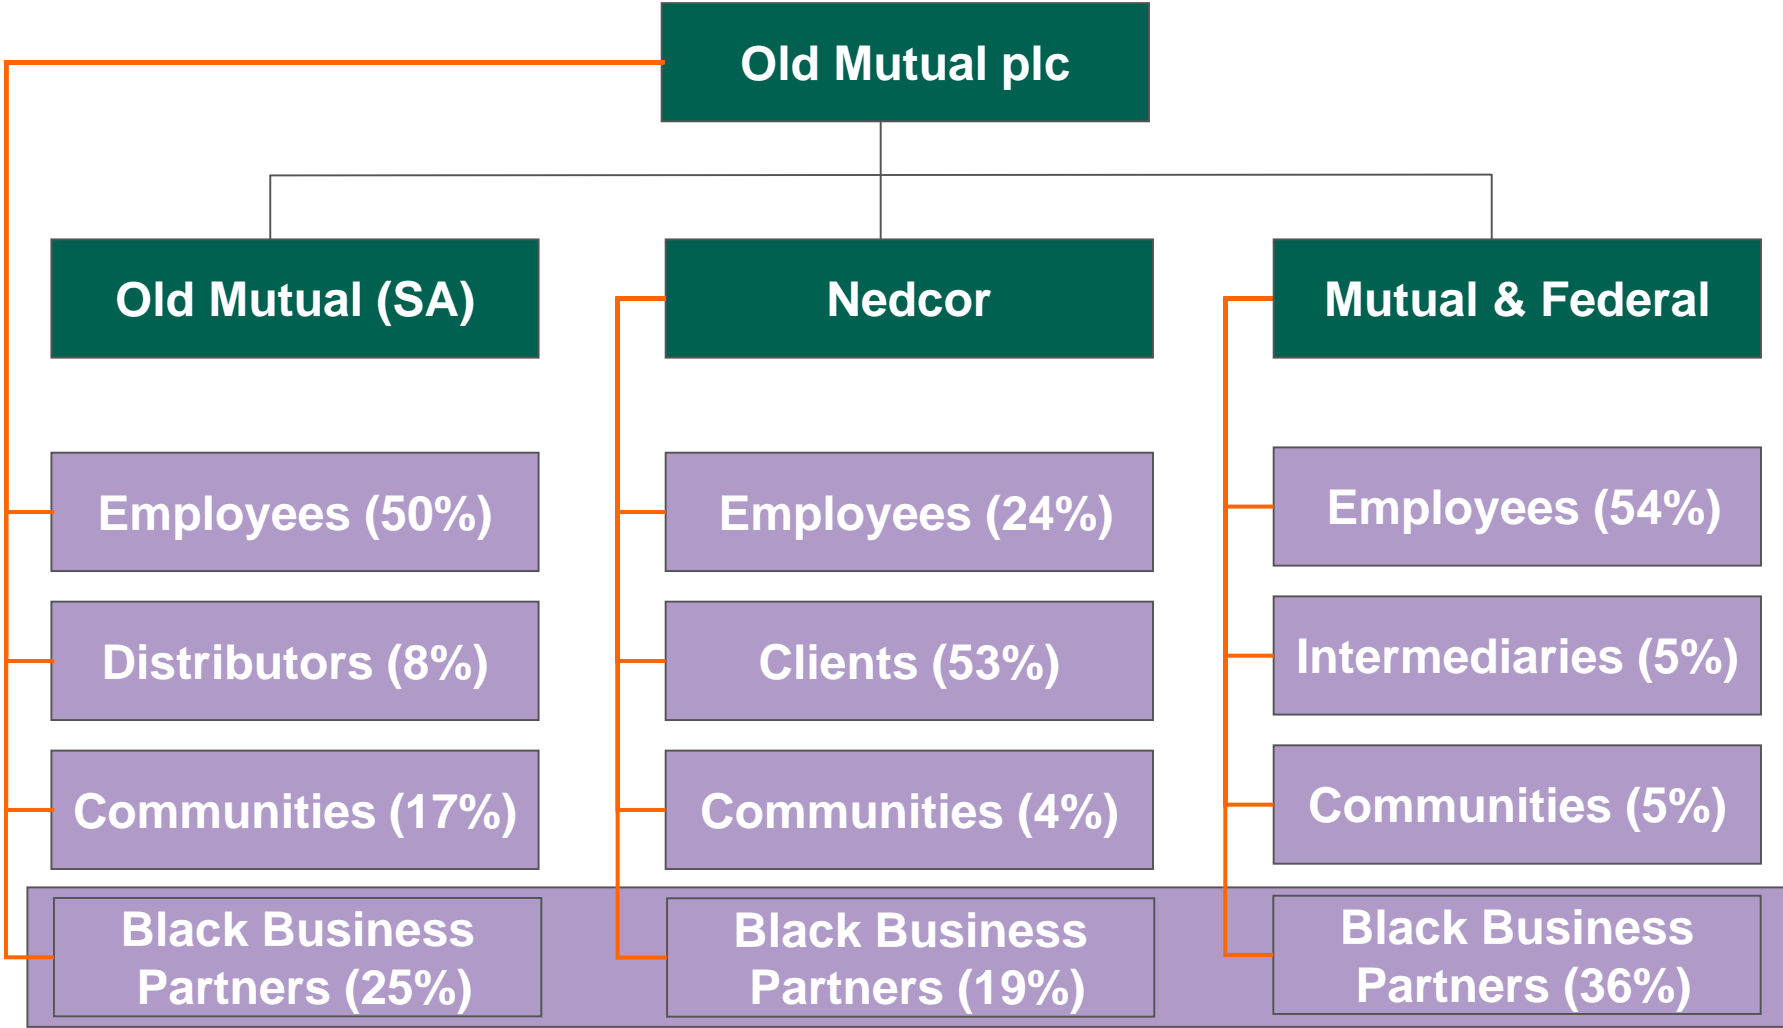 Old Mutual plc
Old Mutual (SA)
Nedcor
Mutual & Federal
Employees (50%)
Employees (24%)
Employees (54%)
Distributors (8%)
Clients (53%)
Intermediaries (5%)
Communities (17%)
Communities (4%)
Communities (5%)
Black Business
Partners (25%)
Black Business
Partners (19%)
Black Business
Partners (36%)